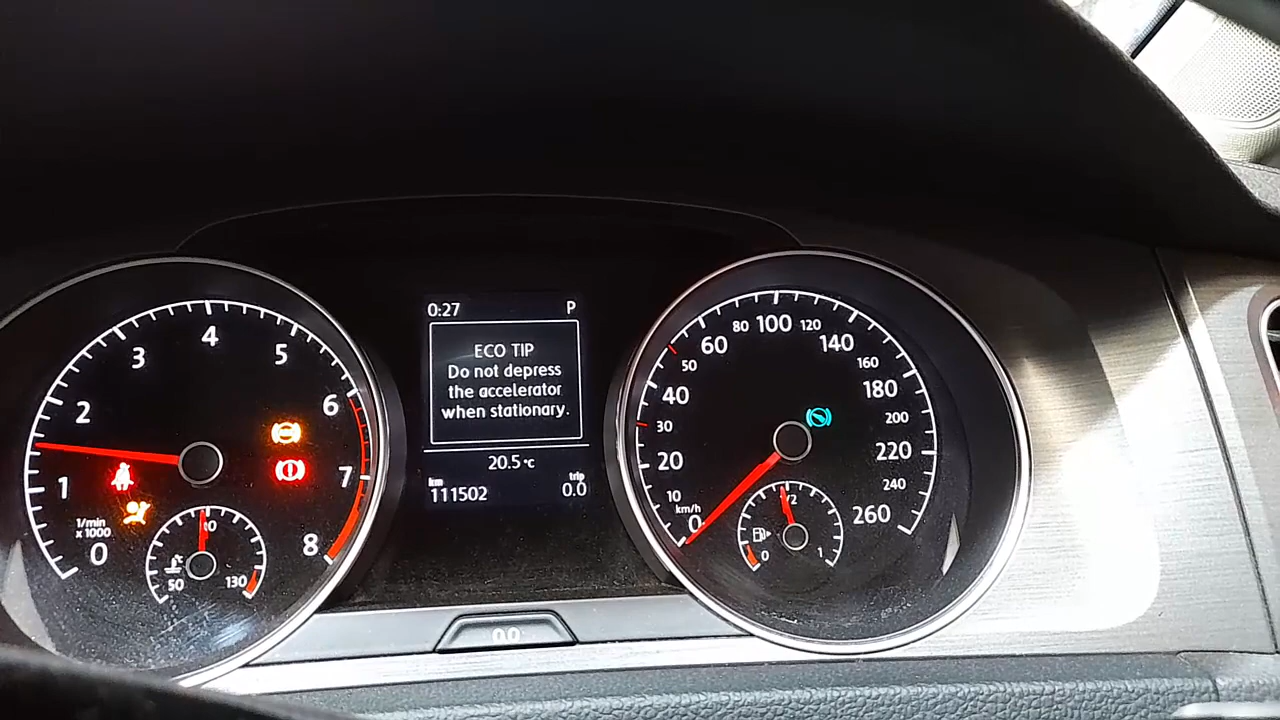 0:27 P
ECO TIP
Do not depress
the accelerator
when stationary.
20.5 °C
km 111502 trip 0.0
0 1 2 3 4 5 6 7 8
1/min
x 1000
50 130
0 10 20 30 40 50 60 80 100 120 140 160 180 200 220 240 260
km/h
0 1/2 1
0.0